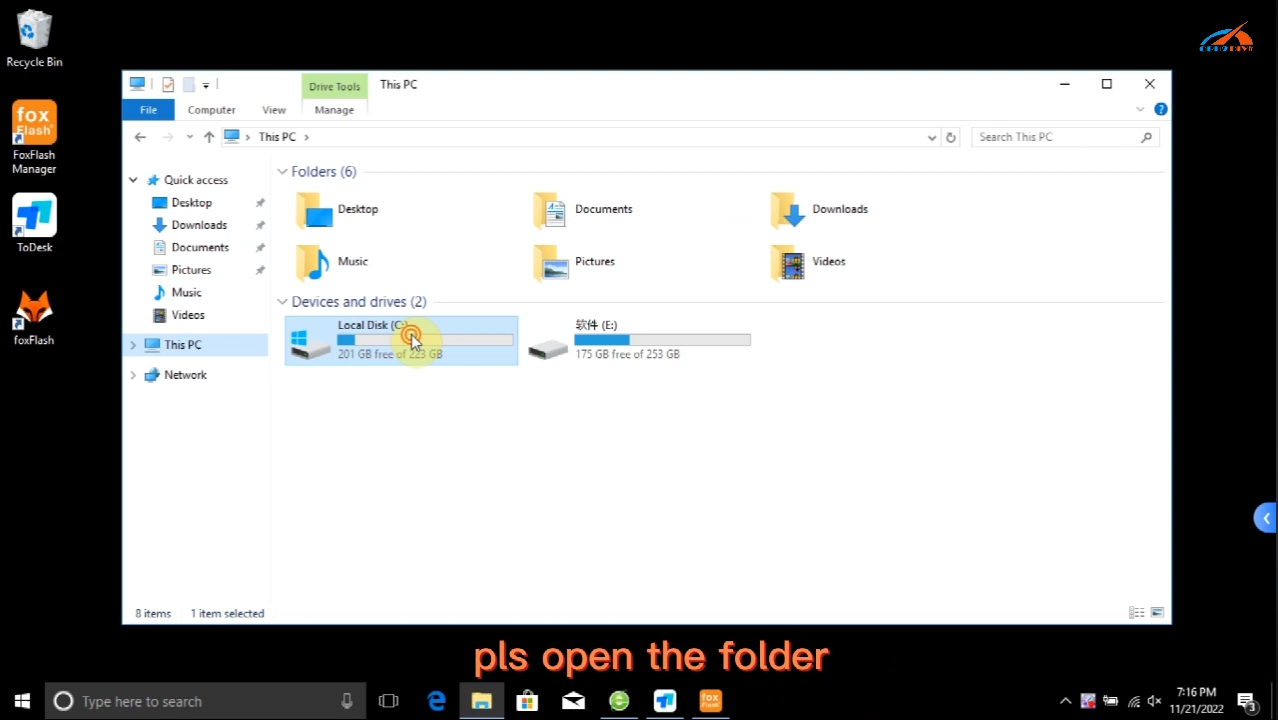 Recycle Bin
fox
Flash
FoxFlash
Manager
ToDesk
foxFlash
Drive Tools
This PC
File
Computer
View
Manage
This PC
Search This PC
Quick access
Desktop
Downloads
Documents
Pictures
Music
Videos
This PC
Network
Folders (6)
Desktop
Documents
Downloads
Music
Pictures
Videos
Devices and drives (2)
Local Disk (C:)
201 GB free of 223 GB
软件 (E:)
175 GB free of 253 GB
8 items
1 item selected
pls open the folder
Type here to search
fox
Flash
7:16 PM
11/21/2022
3